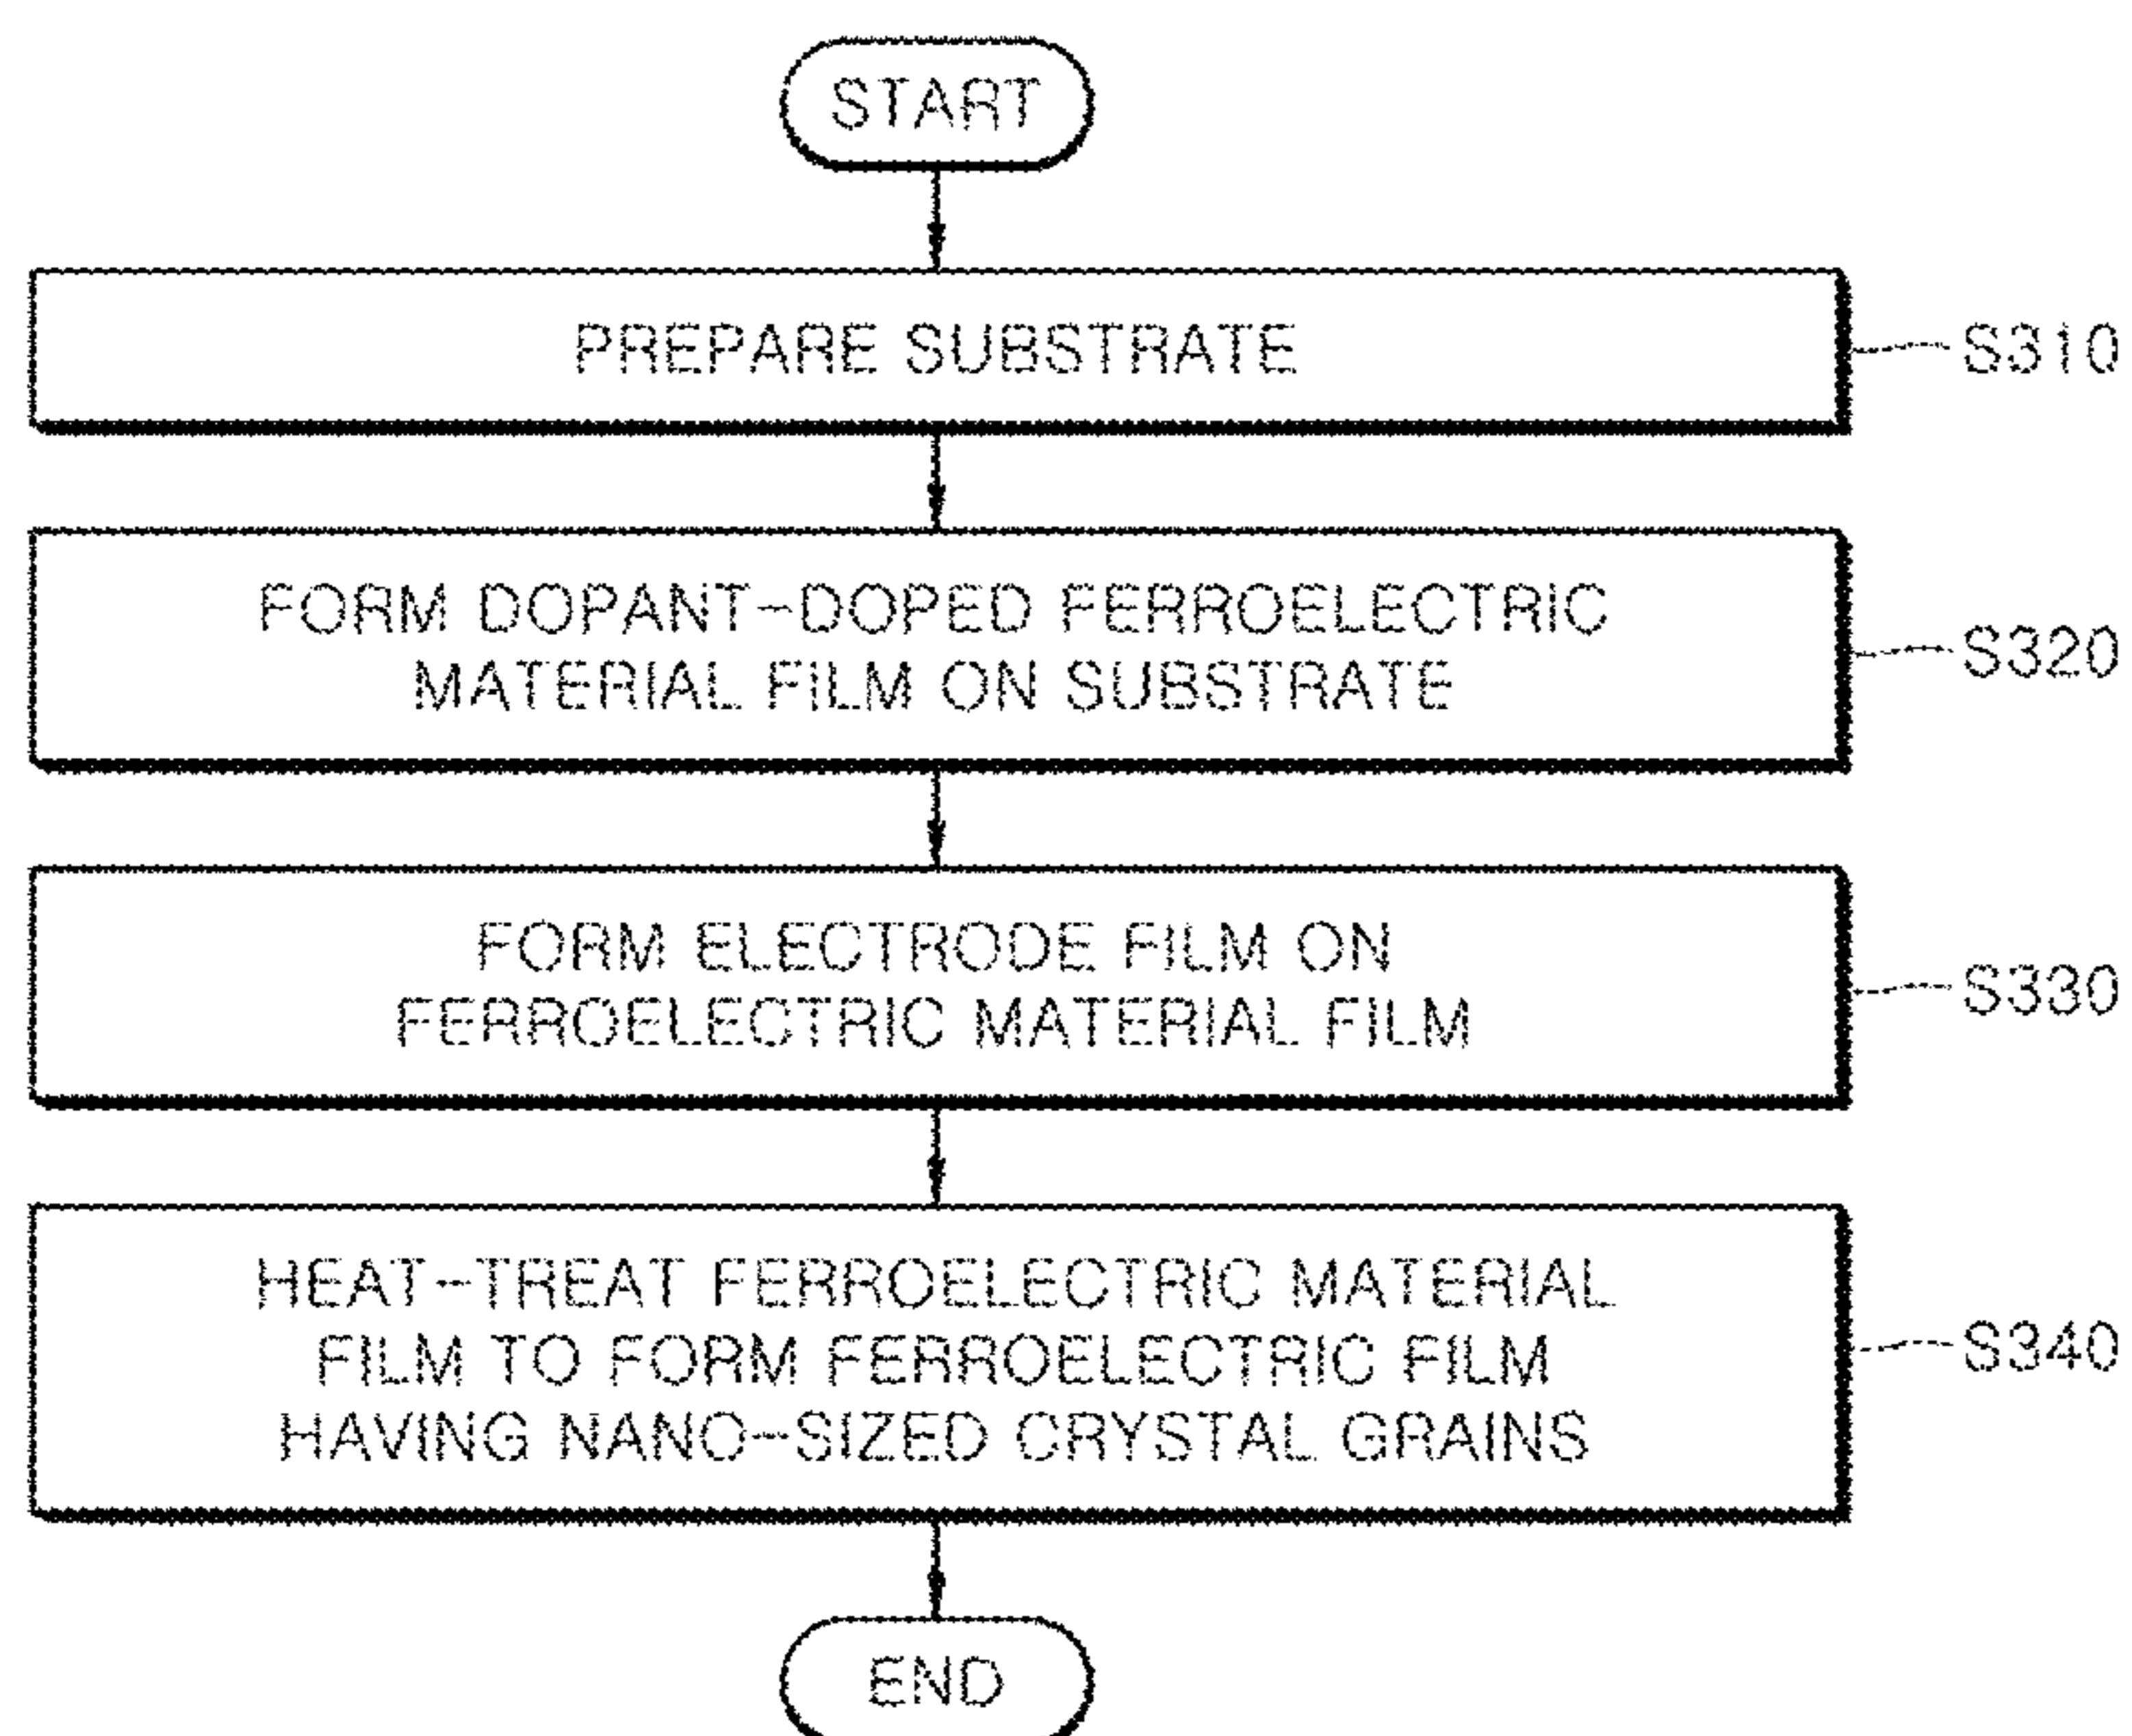 START
PREPARE SUBSTRATE
S310
FORM DOPANT-DOPED FERROELECTRIC
MATERIAL FILM ON SUBSTRATE
S320
FORM ELECTRODE FILM ON
FERROELECTRIC MATERIAL FILM
S330
HEAT-TREAT FERROELECTRIC MATERIAL
FILM TO FORM FERROELECTRIC FILM
HAVING NANO-SIZED CRYSTAL GRAINS
S340
END